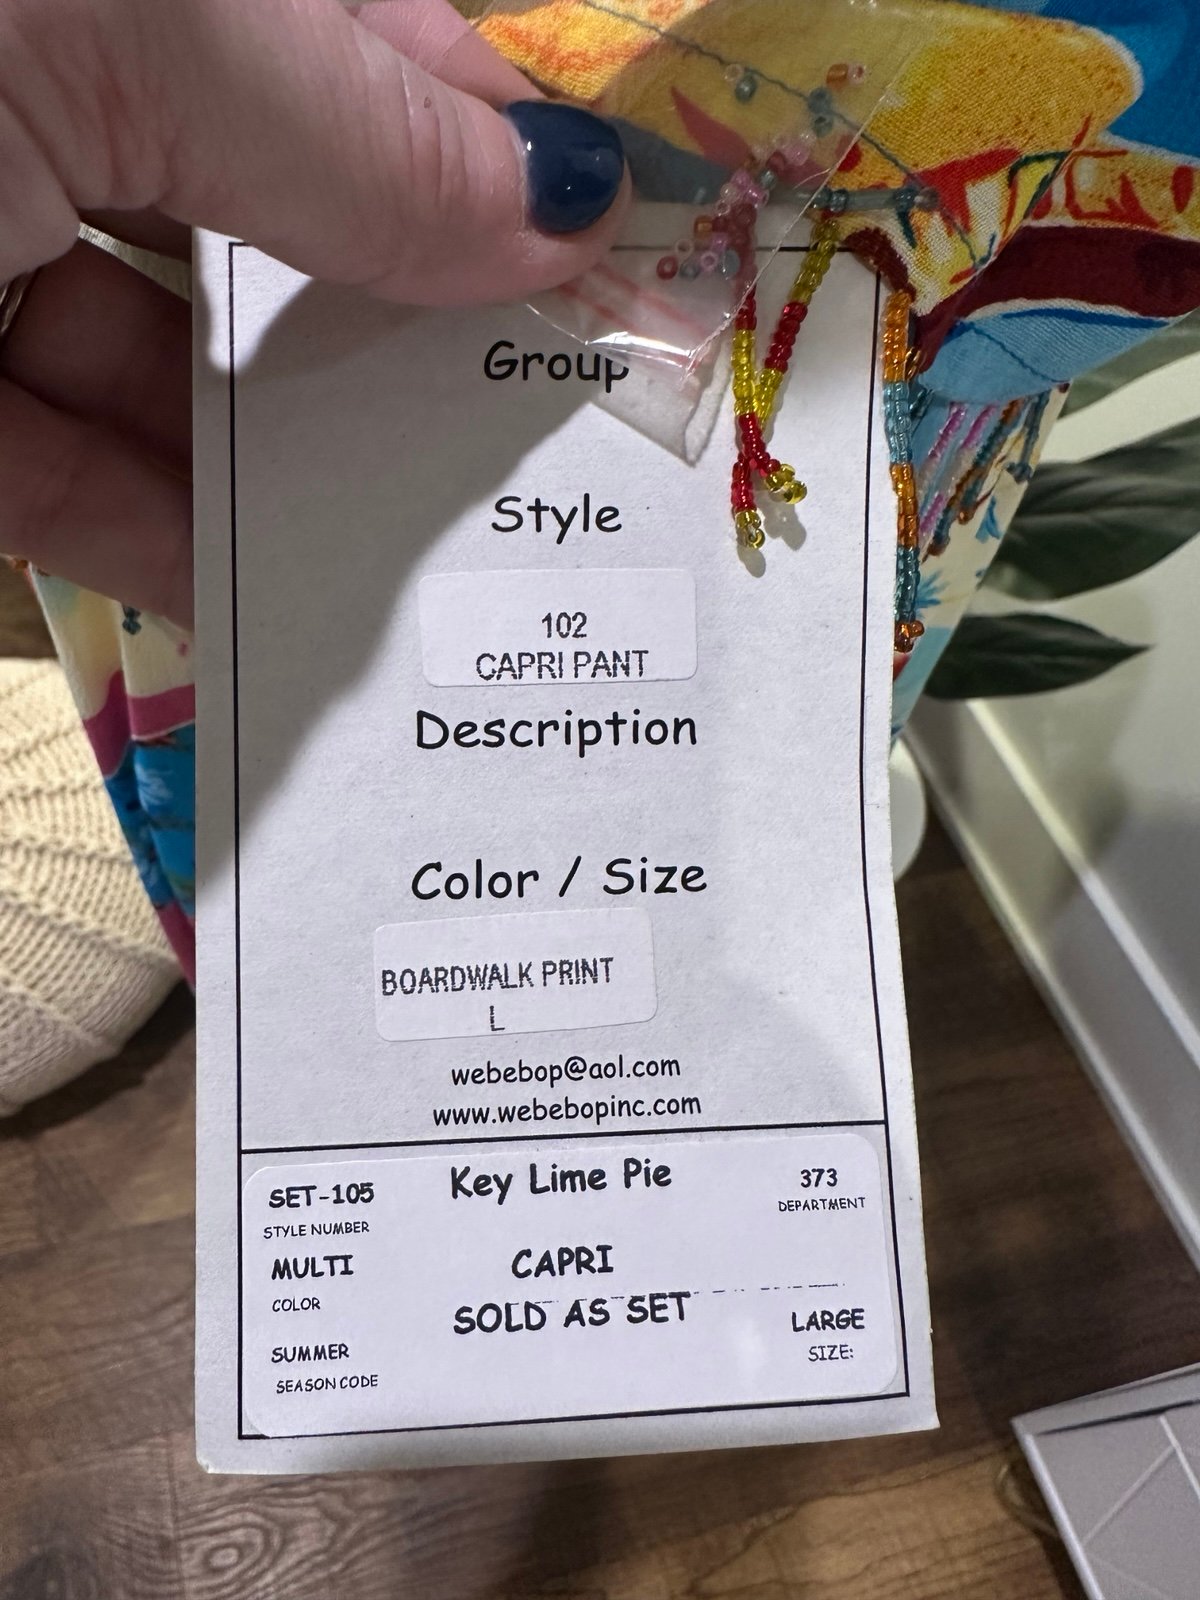 Group
Style
102
CAPRI PANT
Description
Color / Size
BOARDWALK PRINT
L
webebop@aol.com
www.webebopinc.com
SET-105
STYLE NUMBER
Key Lime Pie
373
DEPARTMENT
MULTI
COLOR
CAPRI
SOLD AS SET
SUMMER
SEASON CODE
LARGE
SIZE: